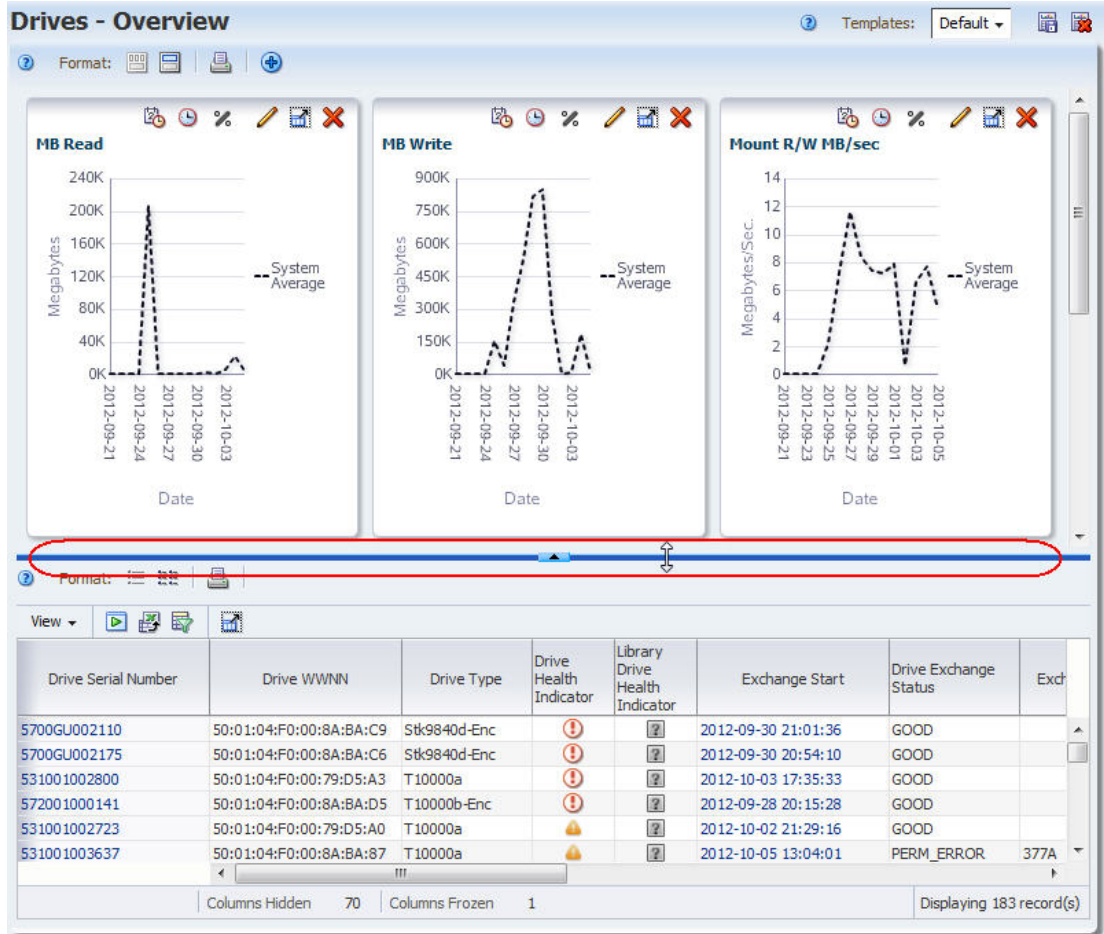 Drives - Overview
Templates: Default
Format:
MB Read
240K
200K
160K
120K
80K
40K
0K
Megabytes
System
Average
2012-09-21
2012-09-24
2012-09-27
2012-09-30
2012-10-03
Date
MB Write
900K
750K
600K
450K
300K
150K
0K
Megabytes
System
Average
2012-09-21
2012-09-24
2012-09-27
2012-09-30
2012-10-03
Date
Mount R/W MB/sec
14
12
10
8
6
4
2
0
Megabytes/Sec.
System
Average
2012-09-21
2012-09-23
2012-09-25
2012-09-27
2012-09-29
2012-10-01
2012-10-03
2012-10-05
Date
Format:
View
Drive Serial Number Drive WWNN Drive Type Drive Health Indicator Library Drive Health Indicator Exchange Start Drive Exchange Status Exch
5700GU002110 50:01:04:F0:00:8A:BA:C9 Stk9840d-Enc 2012-09-30 21:01:36 GOOD
5700GU002175 50:01:04:F0:00:8A:BA:C6 Stk9840d-Enc 2012-09-30 20:54:10 GOOD
531001002800 50:01:04:F0:00:79:D5:A3 T10000a 2012-10-03 17:35:33 GOOD
572001000141 50:01:04:F0:00:8A:BA:D5 T10000b-Enc 2012-09-28 20:15:28 GOOD
531001002723 50:01:04:F0:00:79:D5:A0 T10000a 2012-10-02 21:29:16 GOOD
531001003637 50:01:04:F0:00:8A:BA:87 T10000a 2012-10-05 13:04:01 PERM_ERROR 377A
Columns Hidden 70 Columns Frozen 1 Displaying 183 record(s)